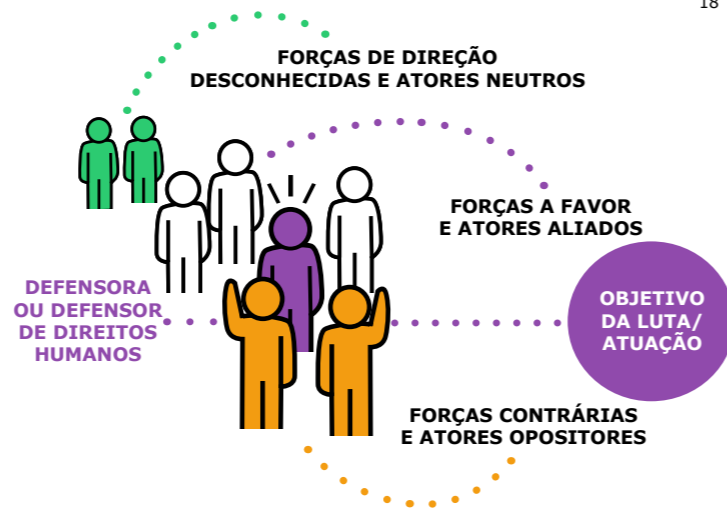 18
FORÇAS DE DIREÇÃO
DESCONHECIDAS E ATORES NEUTROS
FORÇAS A FAVOR
E ATORES ALIADOS
DEFENSORA
OU DEFENSOR
DE DIREITOS
HUMANOS
OBJETIVO
DA LUTA/
ATUAÇÃO
FORÇAS CONTRÁRIAS
E ATORES OPOSITORES